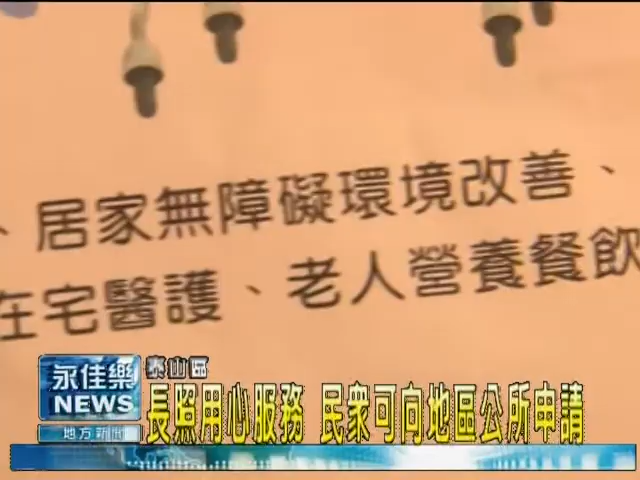 、居家無障礙環境改善、
在宅醫護、老人營養餐飲
永佳樂
NEWS
地方新聞
泰山區
長照用心服務 民眾可向地區公所申請